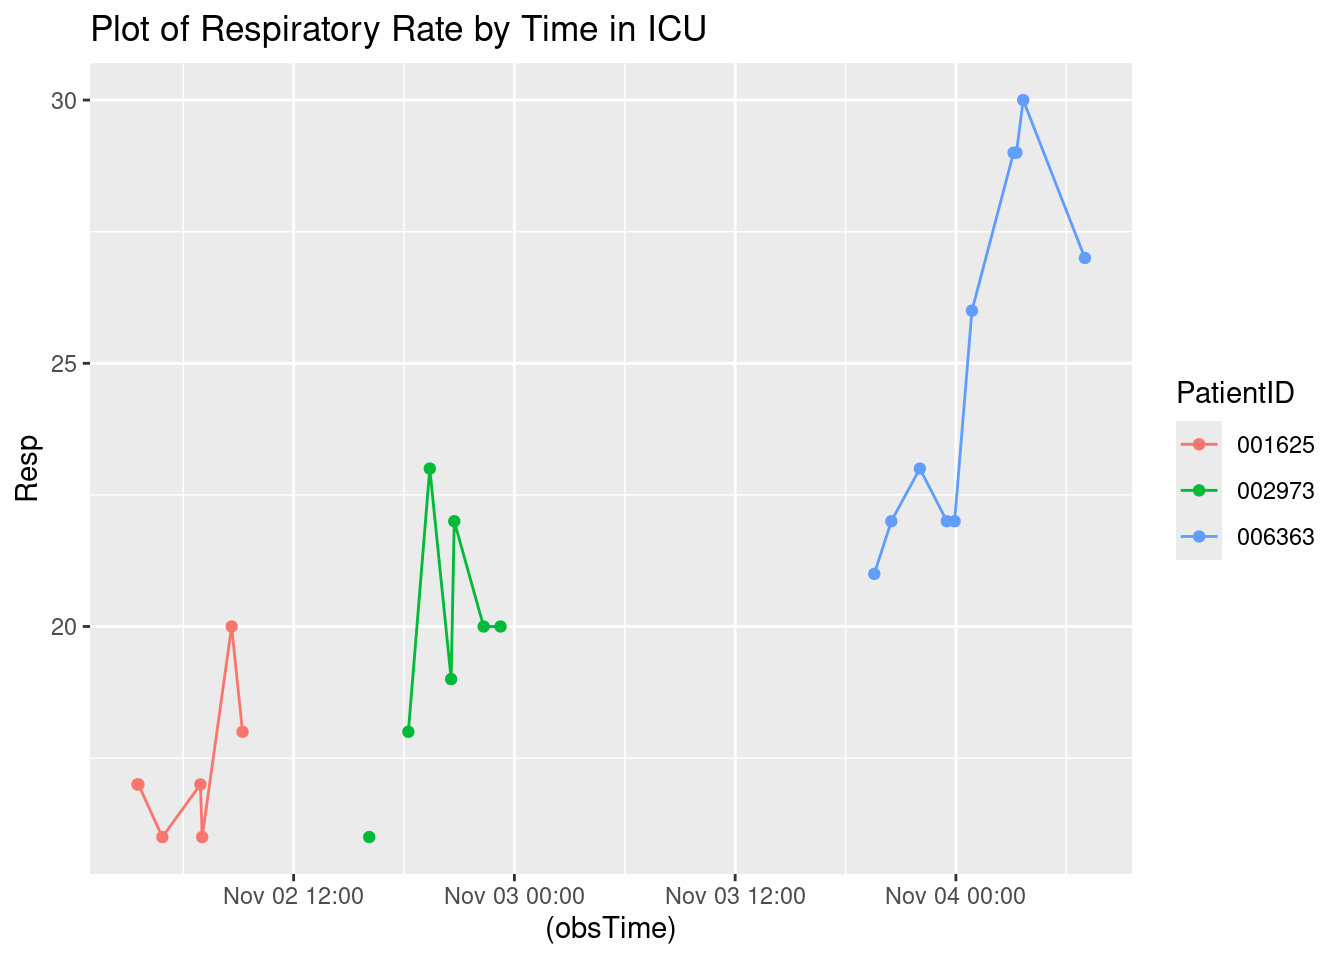 Plot of Respiratory Rate by Time in ICU
30
25
20
Resp
Nov 02 12:00
Nov 03 00:00
Nov 03 12:00
Nov 04 00:00
(obsTime)
PatientID
001625
002973
006363